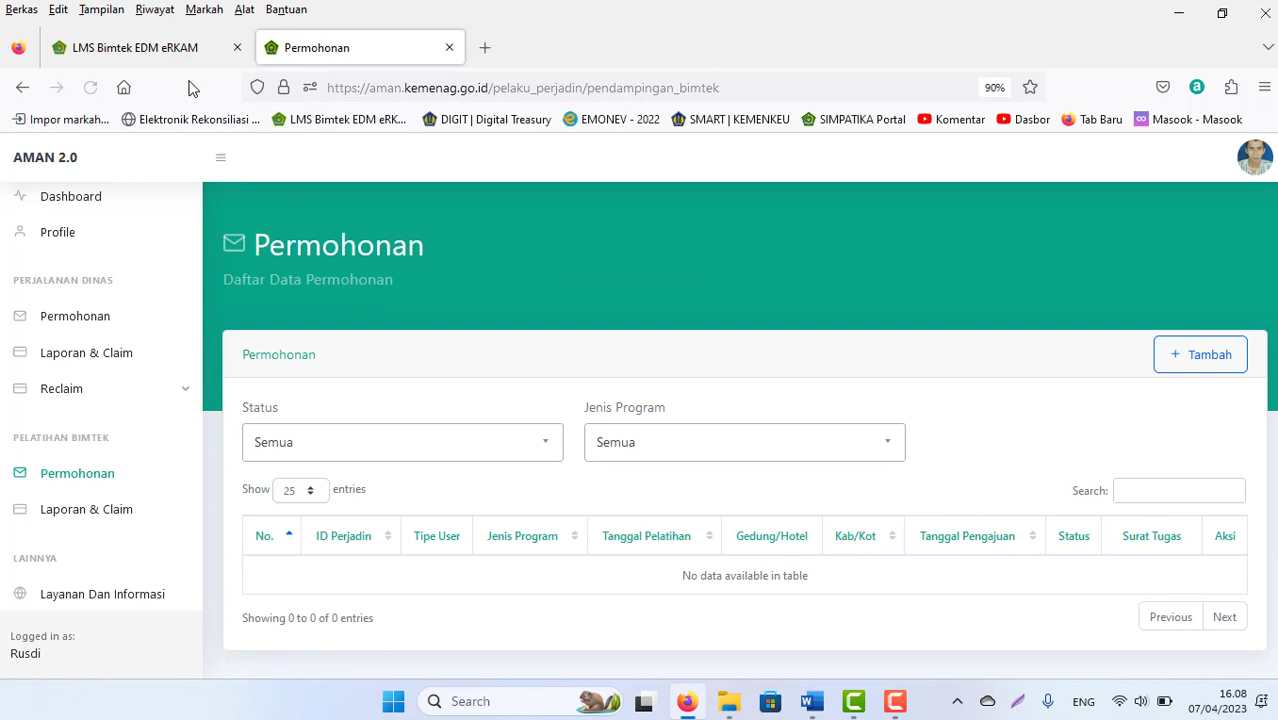 Berkas Edit Tampilan Riwayat Markah Alat Bantuan
LMS Bimtek EDM eRKAM
Permohonan
https://aman.kemenag.go.id/pelaku_perjadin/pendampingan_bimtek
90%
Impor markah... Elektronik Rekonsiliasi ... LMS Bimtek EDM eRK... DIGIT | Digital Treasury EMONEV - 2022 SMART | KEMENKEU SIMPATIKA Portal Komentar Dasbor Tab Baru Masook - Masook
AMAN 2.0
Dashboard
Profile
PERJALANAN DINAS
Permohonan
Laporan & Claim
Reclaim
PELATIHAN BIMTEK
Permohonan
Laporan & Claim
LAINNYA
Layanan Dan Informasi
Logged in as:
Rusdi
Permohonan
Daftar Data Permohonan
Permohonan
+ Tambah
Status
Semua
Jenis Program
Semua
Show 25 entries
Search:
No. ID Perjadin Tipe User Jenis Program Tanggal Pelatihan Gedung/Hotel Kab/Kot Tanggal Pengajuan Status Surat Tugas Aksi
No data available in table
Showing 0 to 0 of 0 entries
Previous Next
Search
ENG
16.08
07/04/2023